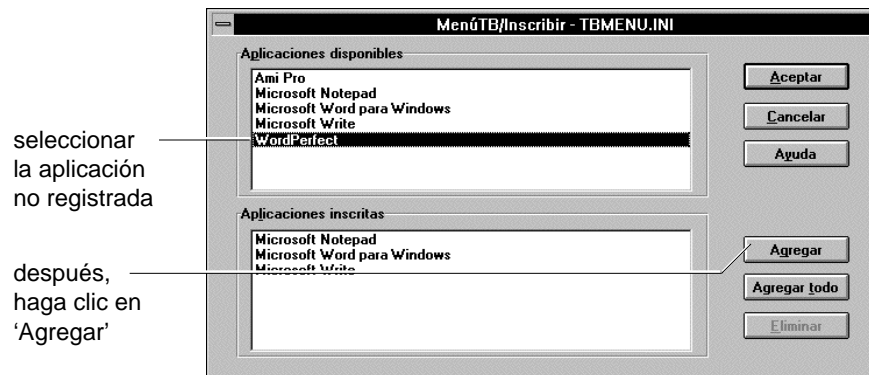 MenúTB/Inscribir - TBMENU.INI
Aplicaciones disponibles
Ami Pro
Microsoft Notepad
Microsoft Word para Windows
Microsoft Write
WordPerfect
Aceptar
Cancelar
Ayuda
seleccionar
la aplicación
no registrada
Aplicaciones inscritas
Microsoft Notepad
Microsoft Word para Windows
Microsoft Write
Agregar
Agregar todo
Eliminar
después,
haga clic en
‘Agregar’